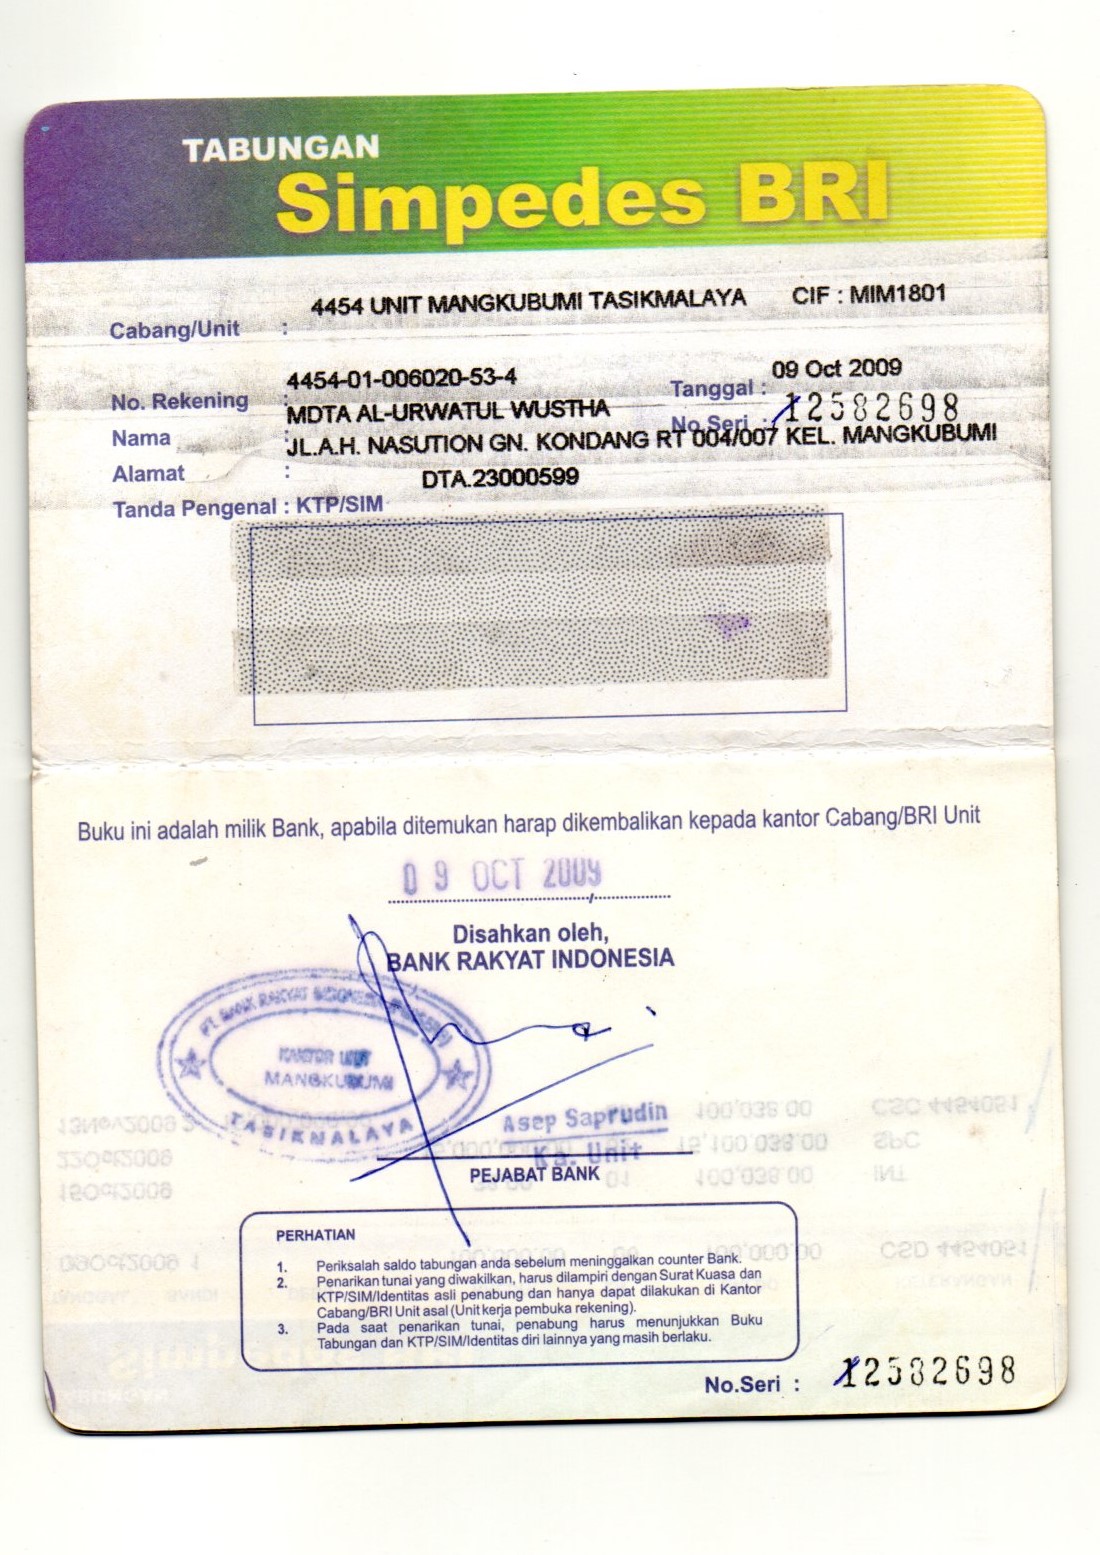 TABUNGAN
Simpedes BRI
4454 UNIT MANGKUBUMI TASIKMALAYA CIF : MIM1801
Cabang/Unit :
No. Rekening : 4454-01-006020-53-4 Tanggal : 09 Oct 2009
Nama : MDTA AL-URWATUL WUSTHA No.Seri : 12582698
Alamat : JL.A.H. NASUTION GN. KONDANG RT 004/007 KEL. MANGKUBUMI
Tanda Pengenal : KTP/SIM DTA.23000599
Buku ini adalah milik Bank, apabila ditemukan harap dikembalikan kepada kantor Cabang/BRI Unit
09 OCT 2009
Disahkan oleh,
BANK RAKYAT INDONESIA
PT. BANK RAKYAT INDONESIA
KANTOR UNIT
MANGKUBUMI
TASIKMALAYA
Asep Saprudin
Ka. Unit
PEJABAT BANK
PERHATIAN
1. Periksalah saldo tabungan anda sebelum meninggalkan counter Bank.
2. Penarikan tunai yang diwakilkan, harus dilampiri dengan Surat Kuasa dan
KTP/SIM/Identitas asli penabung dan hanya dapat dilakukan di Kantor
Cabang/BRI Unit asal (Unit kerja pembuka rekening).
3. Pada saat penarikan tunai, penabung harus menunjukkan Buku
Tabungan dan KTP/SIM/Identitas diri lainnya yang masih berlaku.
No.Seri : 12582698